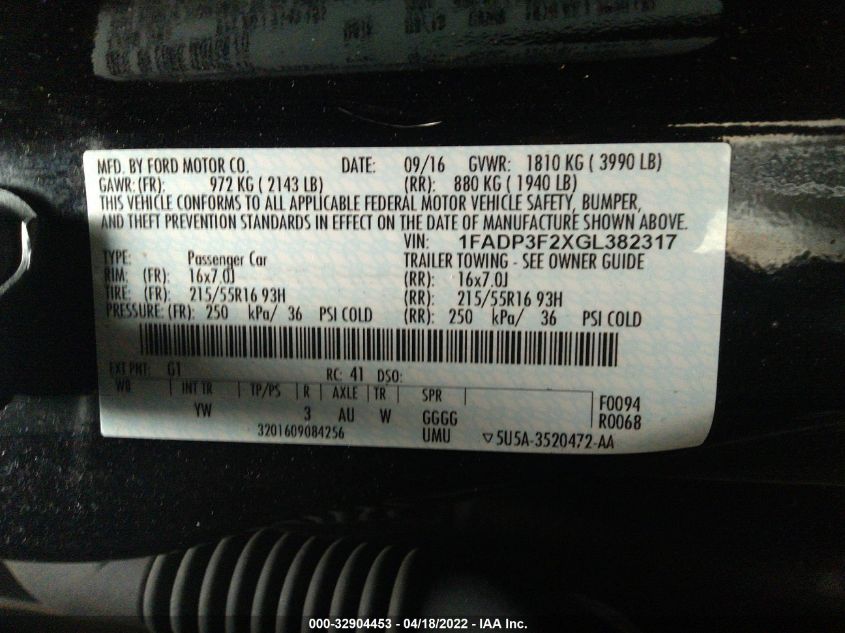 MFD. BY FORD MOTOR CO. DATE: 09/16 GVWR: 1810 KG ( 3990 LB)
GAWR: (FR): 972 KG ( 2143 LB) (RR): 880 KG ( 1940 LB)
THIS VEHICLE CONFORMS TO ALL APPLICABLE FEDERAL MOTOR VEHICLE SAFETY, BUMPER,
AND THEFT PREVENTION STANDARDS IN EFFECT ON THE DATE OF MANUFACTURE SHOWN ABOVE.
VIN: 1FADP3F2XGL382317
TYPE: Passenger Car TRAILER TOWING - SEE OWNER GUIDE
RIM: (FR): 16x7.0J (RR): 16x7.0J
TIRE: (FR): 215/55R16 93H (RR): 215/55R16 93H
PRESSURE: (FR): 250 kPa/ 36 PSI COLD (RR): 250 kPa/ 36 PSI COLD
EXT PNT: G1 RC: 41 DSO:
WB INT TR TP/PS R AXLE TR SPR
YW 3 AU W GGGG F0094
3201609084256 UMU ▽5U5A-3520472-AA R0068
000-32904453 - 04/18/2022 - IAA Inc.